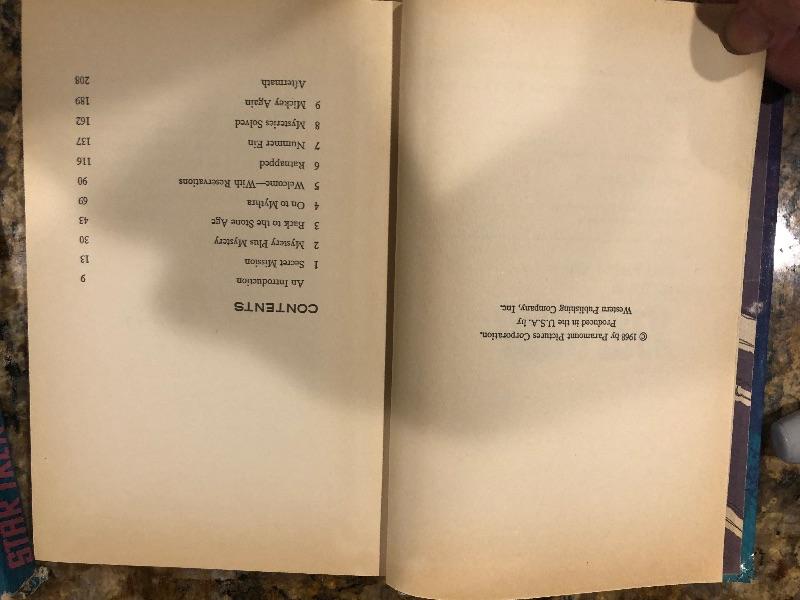 © 1968 by Paramount Pictures Corporation.
Produced in the U.S.A. by
Western Publishing Company, Inc.
CONTENTS
An Introduction 9
1 Secret Mission 13
2 Mystery Plus Mystery 30
3 Back to the Stone Age 43
4 On to Mythra 69
5 Welcome—With Reservations 90
6 Ratnapped 116
7 Nummer Ein 137
8 Mysteries Solved 162
9 Mickey Again 189
Aftermath 208
STAR TREK